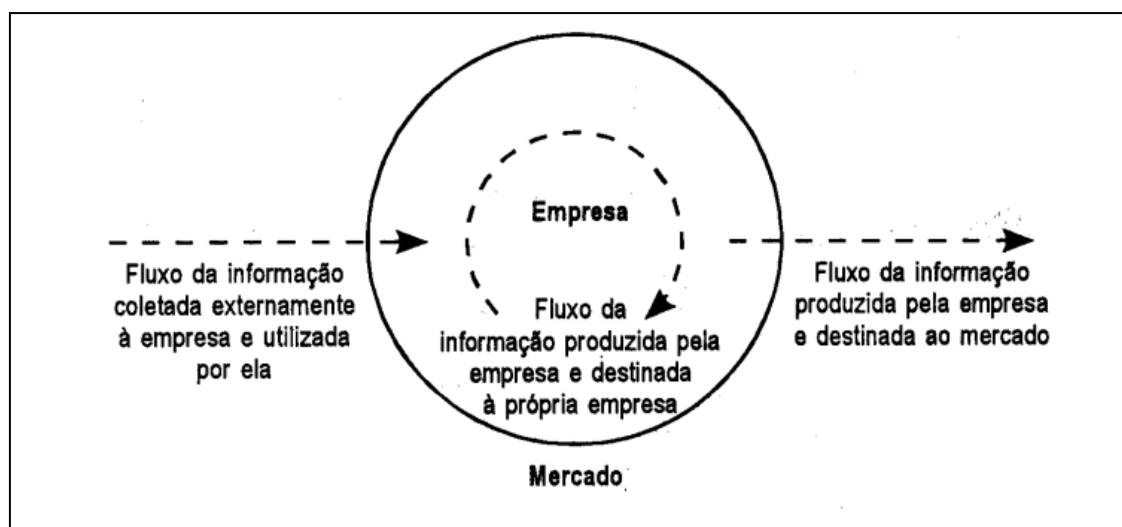 Empresa
Fluxo da informação
coletada externamente
à empresa e utilizada
por ela
Fluxo da
informação produzida pela
empresa e destinada
à própria empresa
Fluxo da informação
produzida pela empresa
e destinada ao mercado
Mercado